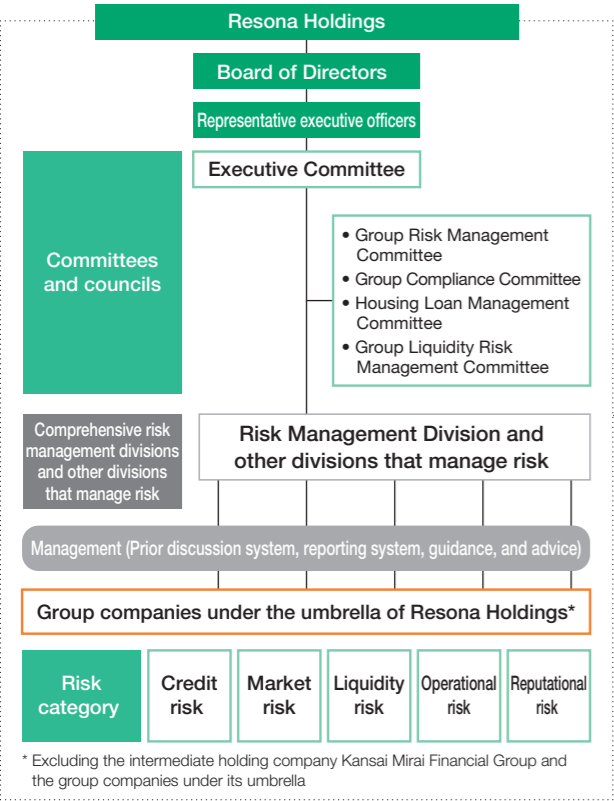 Resona Holdings
Board of Directors
Representative executive officers
Executive Committee
Committees
and councils
• Group Risk Management
Committee
• Group Compliance Committee
• Housing Loan Management
Committee
• Group Liquidity Risk
Management Committee
Comprehensive risk
management divisions
and other divisions
that manage risk
Risk Management Division and
other divisions that manage risk
Management (Prior discussion system, reporting system, guidance, and advice)
Group companies under the umbrella of Resona Holdings*
Risk
category
Credit
risk
Market
risk
Liquidity
risk
Operational
risk
Reputational
risk
* Excluding the intermediate holding company Kansai Mirai Financial Group and
the group companies under its umbrella